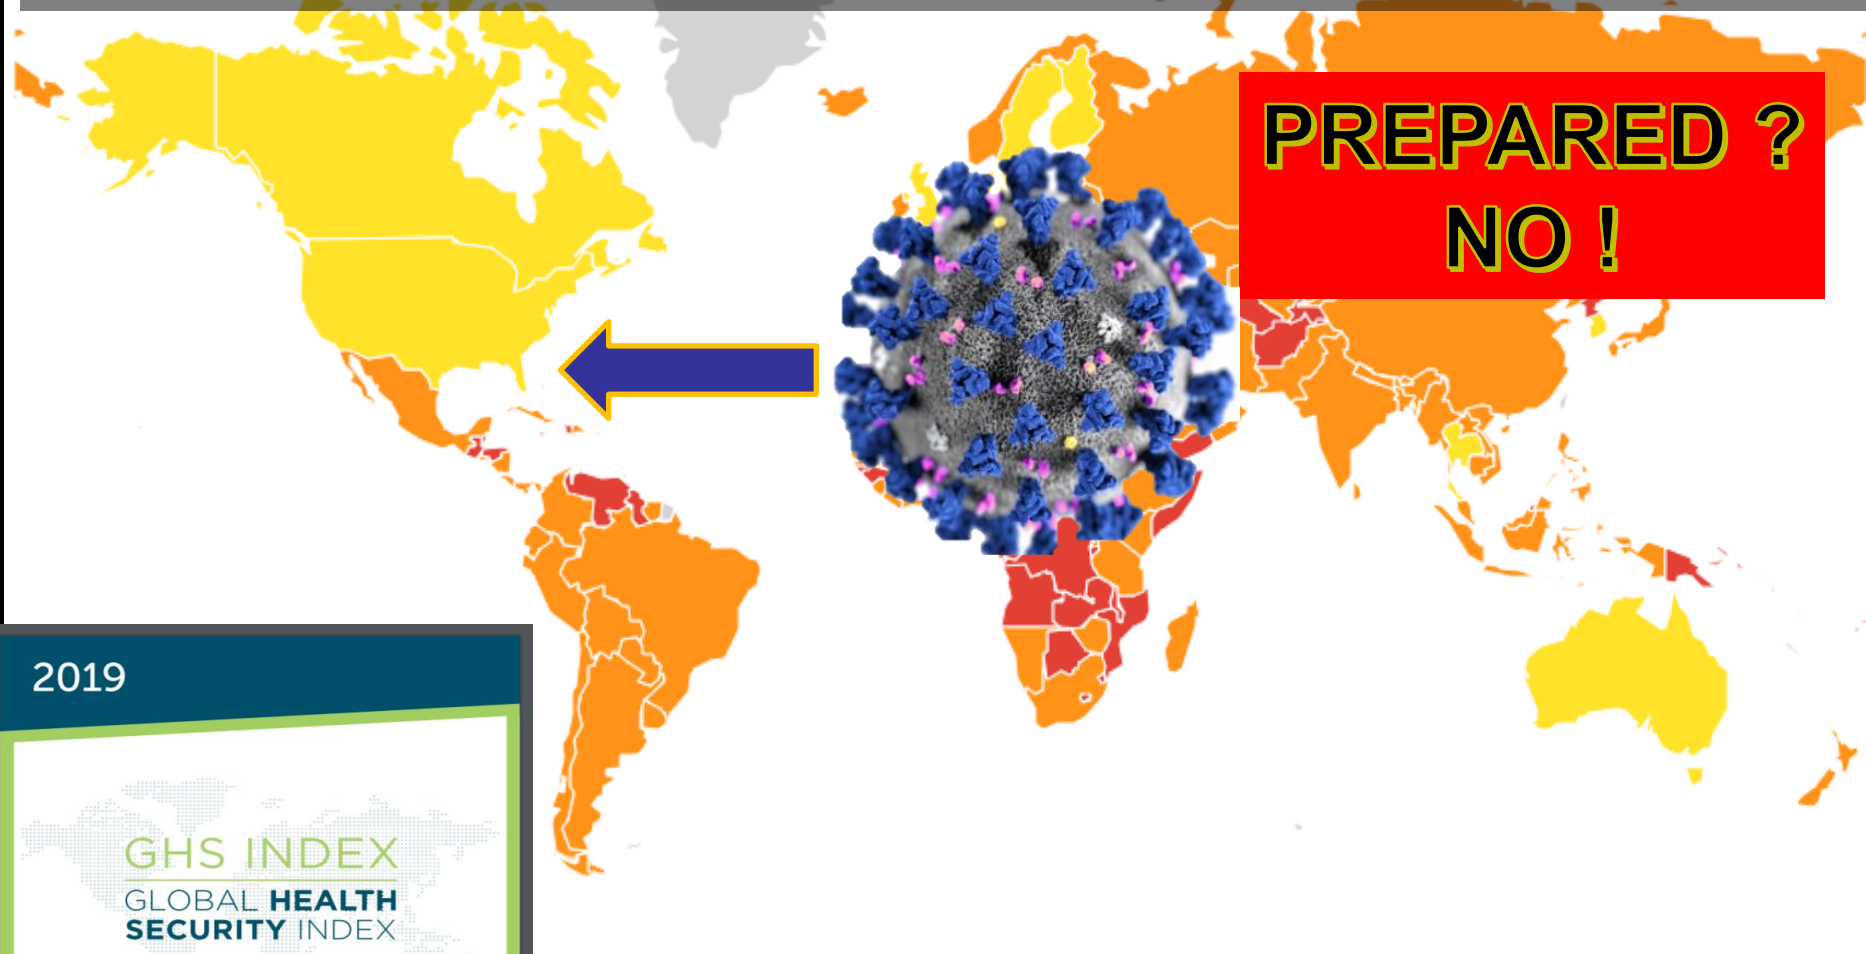 PREPARED ?
NO !
2019
GHS INDEX
GLOBAL HEALTH
SECURITY INDEX